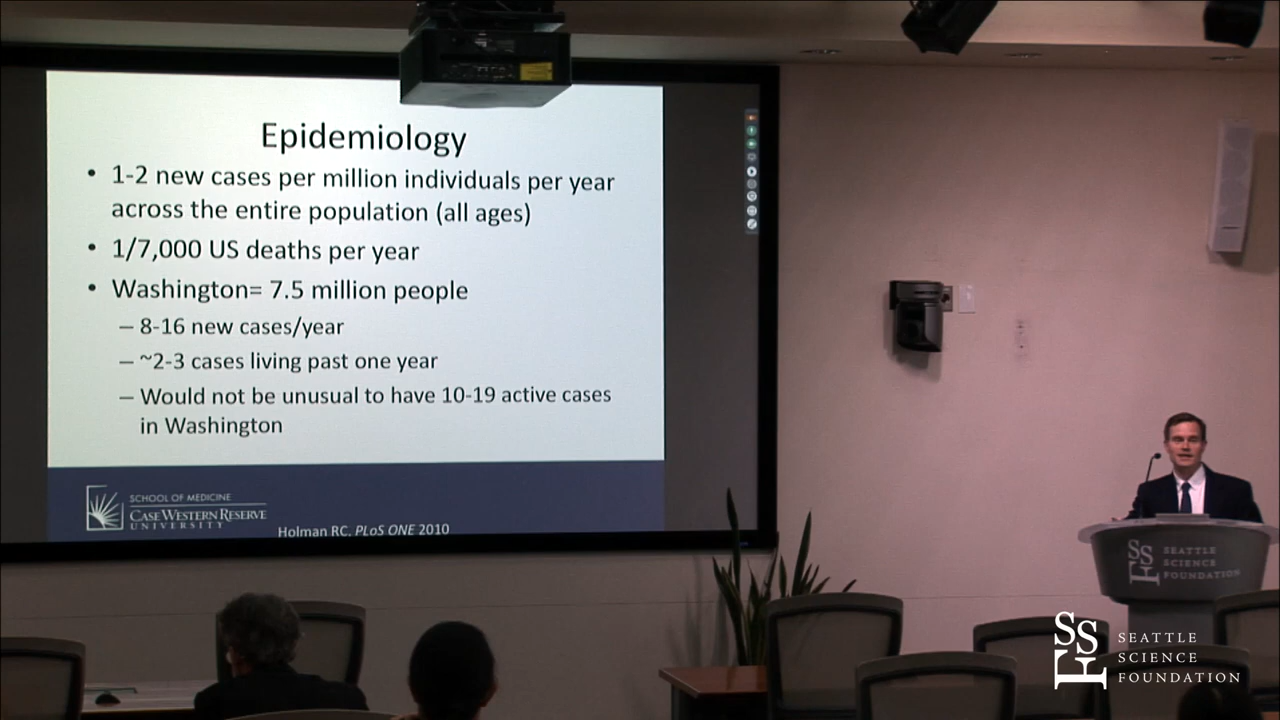 Epidemiology
• 1-2 new cases per million individuals per year
across the entire population (all ages)
• 1/7,000 US deaths per year
• Washington= 7.5 million people
– 8-16 new cases/year
– ~2-3 cases living past one year
– Would not be unusual to have 10-19 active cases
in Washington
SCHOOL OF MEDICINE
CASE WESTERN RESERVE
UNIVERSITY
Holman RC. PLoS ONE 2010
SSF
SEATTLE
SCIENCE
FOUNDATION
SSF
SEATTLE
SCIENCE
FOUNDATION